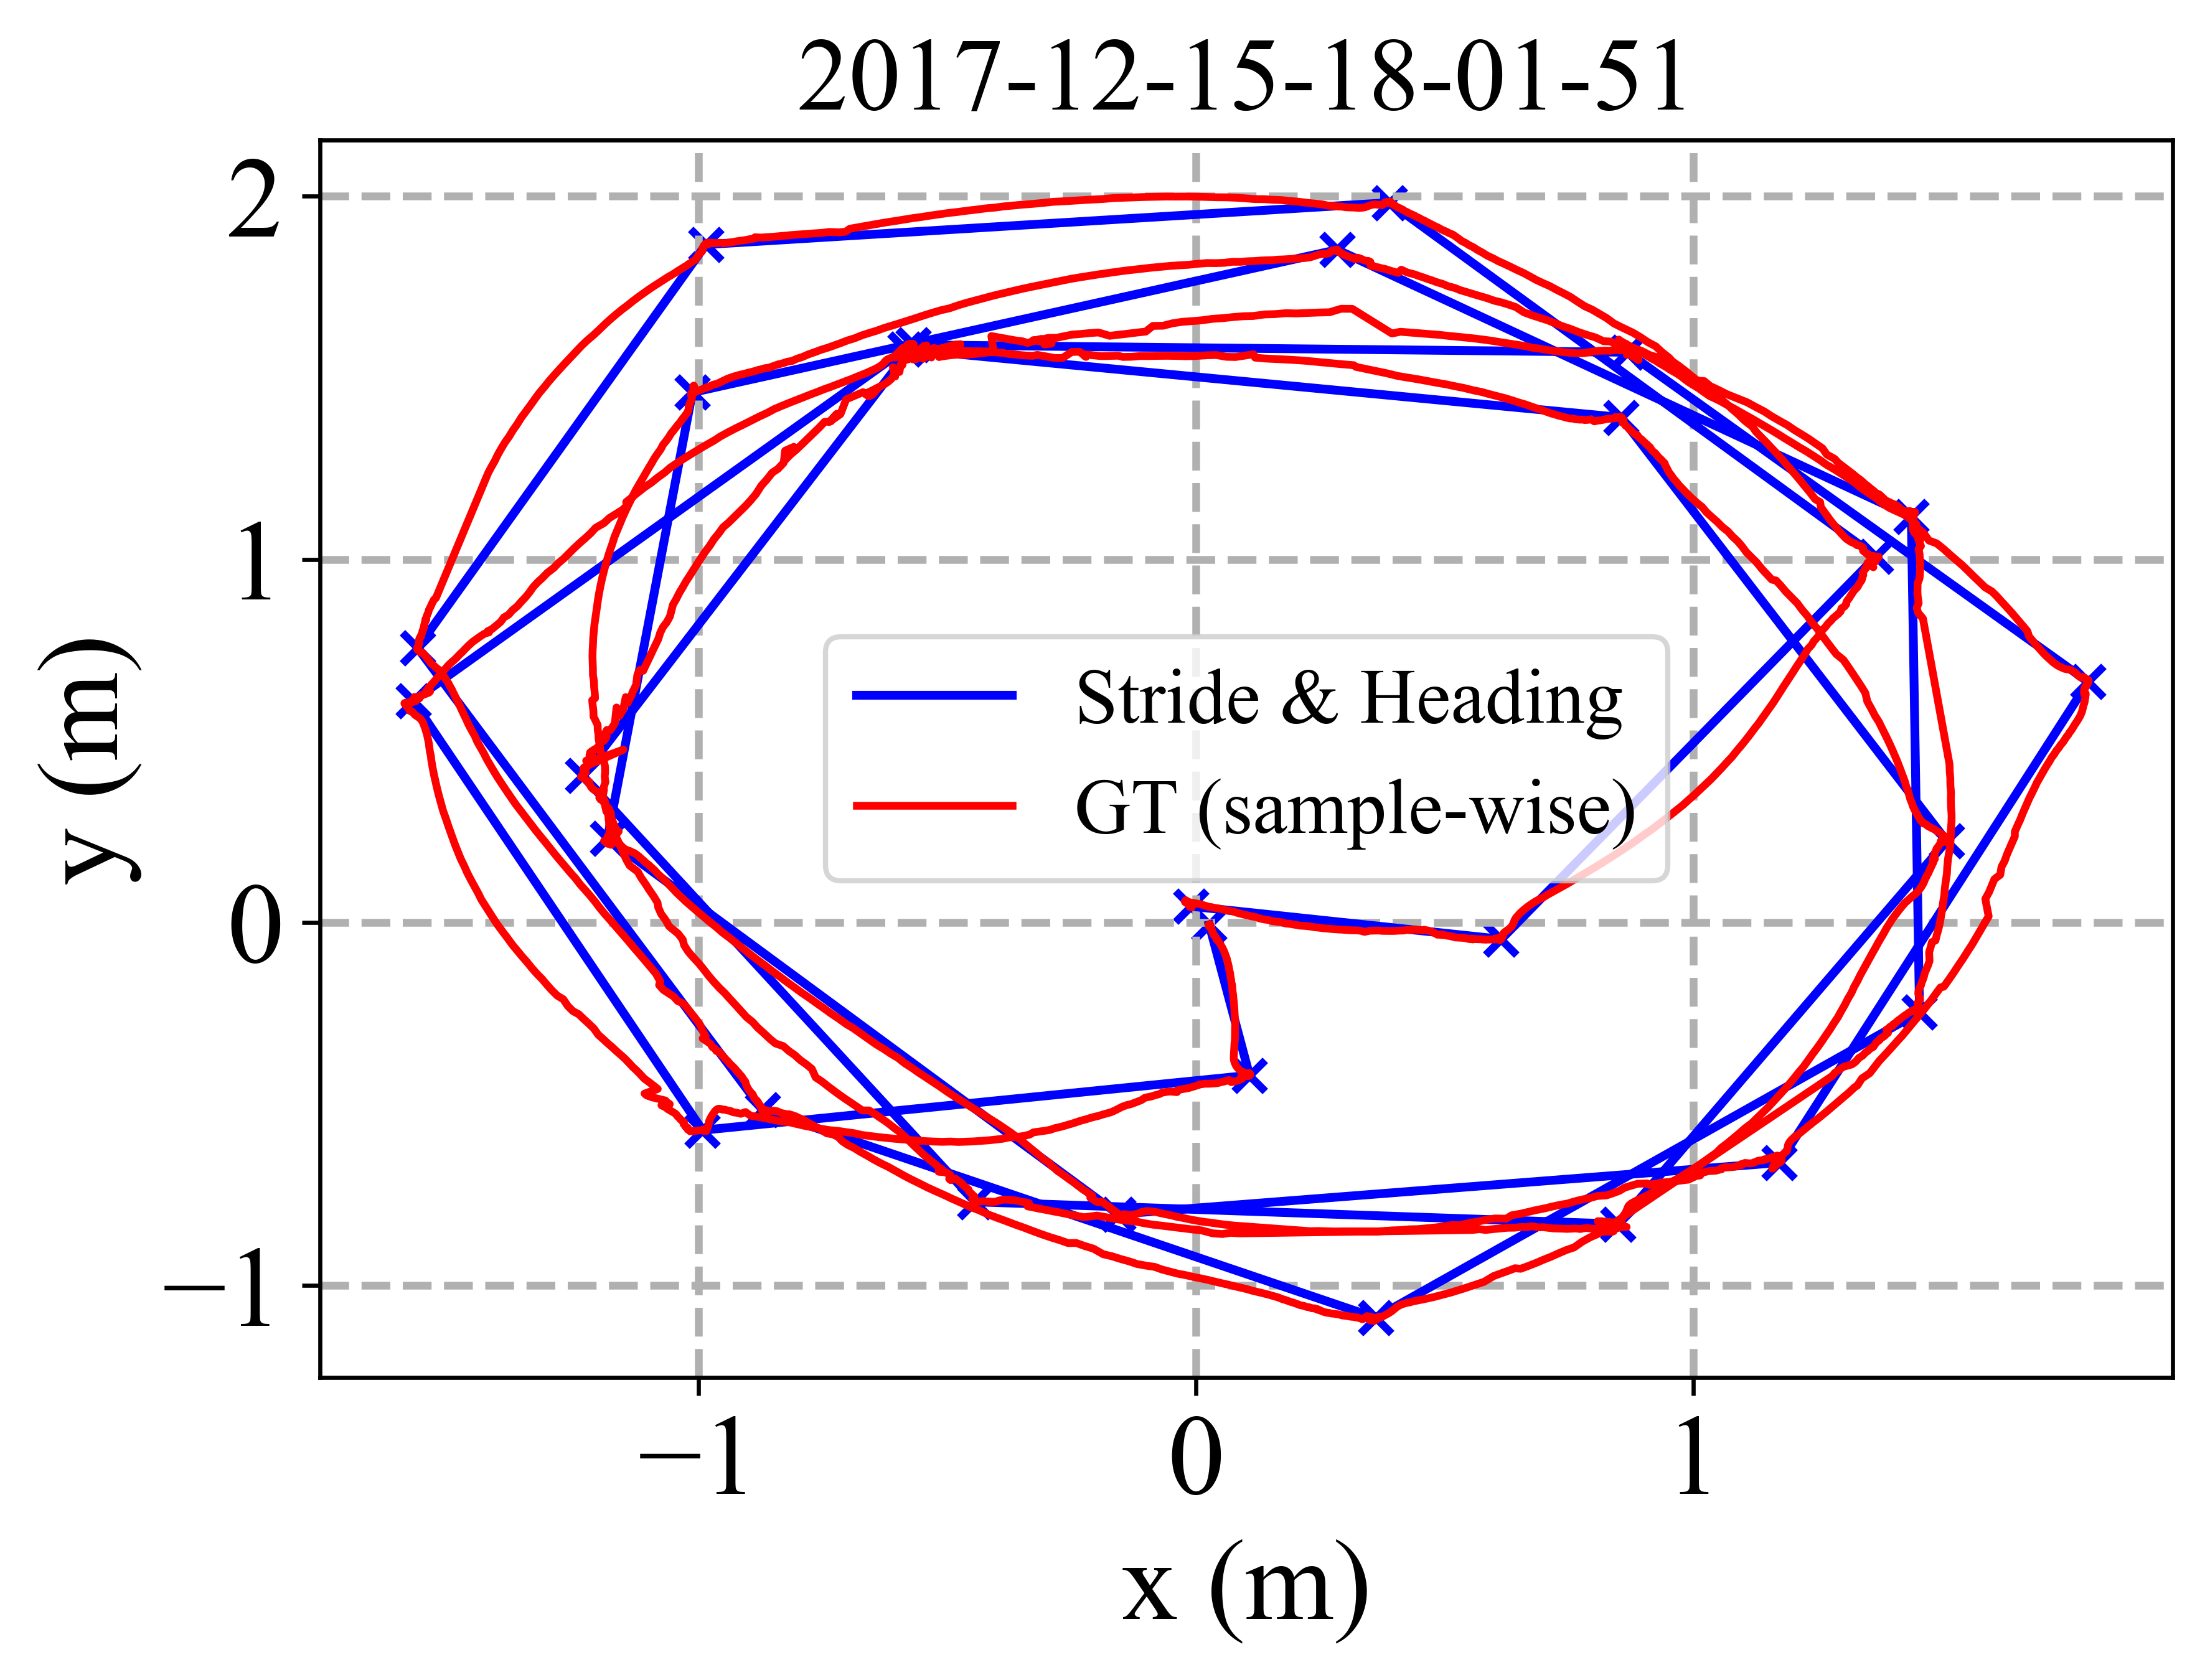 2017-12-15-18-01-51
2
1
0
−1
y (m)
Stride & Heading
GT (sample-wise)
−1
0
1
x (m)